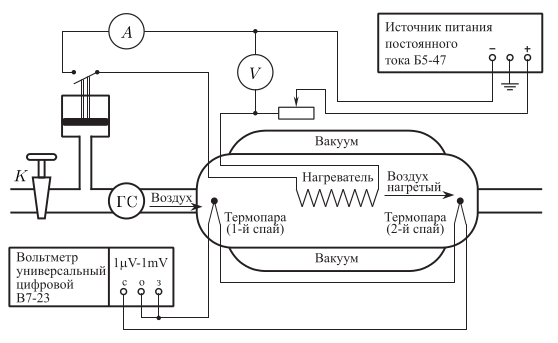 A
V
Источник питания
постоянного
тока Б5-47
− +
Вакуум
K
ГС
Воздух
Нагреватель
Воздух
нагретый
Термопара
(1-й спай)
Термопара
(2-й спай)
Вакуум
Вольтметр
универсальный
цифровой
В7-23
1μV-1mV
с о з